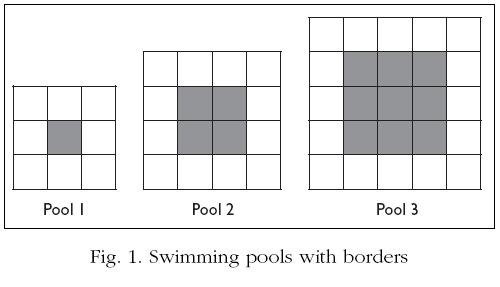 Pool 1 Pool 2 Pool 3
Fig. 1. Swimming pools with borders